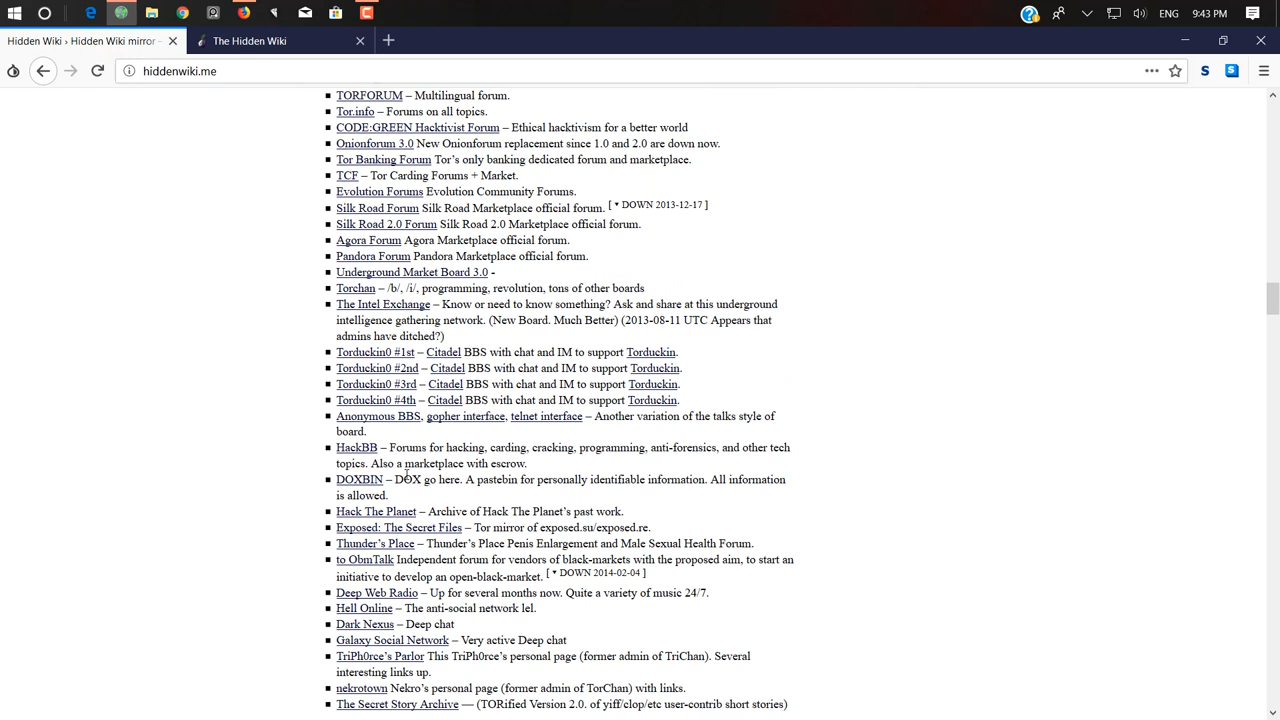 ENG 9:43 PM
Hidden Wiki › Hidden Wiki mirror –
The Hidden Wiki
hiddenwiki.me
TORFORUM – Multilingual forum.
Tor.info – Forums on all topics.
CODE:GREEN Hacktivist Forum – Ethical hacktivism for a better world
Onionforum 3.0 New Onionforum replacement since 1.0 and 2.0 are down now.
Tor Banking Forum Tor’s only banking dedicated forum and marketplace.
TCF – Tor Carding Forums + Market.
Evolution Forums Evolution Community Forums.
Silk Road Forum Silk Road Marketplace official forum. [ ▾ DOWN 2013-12-17 ]
Silk Road 2.0 Forum Silk Road 2.0 Marketplace official forum.
Agora Forum Agora Marketplace official forum.
Pandora Forum Pandora Marketplace official forum.
Underground Market Board 3.0 -
Torchan – /b/, /i/, programming, revolution, tons of other boards
The Intel Exchange – Know or need to know something? Ask and share at this underground
intelligence gathering network. (New Board. Much Better) (2013-08-11 UTC Appears that
admins have ditched?)
Torduckin0 #1st – Citadel BBS with chat and IM to support Torduckin.
Torduckin0 #2nd – Citadel BBS with chat and IM to support Torduckin.
Torduckin0 #3rd – Citadel BBS with chat and IM to support Torduckin.
Torduckin0 #4th – Citadel BBS with chat and IM to support Torduckin.
Anonymous BBS, gopher interface, telnet interface – Another variation of the talks style of
board.
HackBB – Forums for hacking, carding, cracking, programming, anti-forensics, and other tech
topics. Also a marketplace with escrow.
DOXBIN – DOX go here. A pastebin for personally identifiable information. All information
is allowed.
Hack The Planet – Archive of Hack The Planet’s past work.
Exposed: The Secret Files – Tor mirror of exposed.su/exposed.re.
Thunder’s Place – Thunder’s Place Penis Enlargement and Male Sexual Health Forum.
to ObmTalk Independent forum for vendors of black-markets with the proposed aim, to start an
initiative to develop an open-black-market. [ ▾ DOWN 2014-02-04 ]
Deep Web Radio – Up for several months now. Quite a variety of music 24/7.
Hell Online – The anti-social network lel.
Dark Nexus – Deep chat
Galaxy Social Network – Very active Deep chat
TriPh0rce’s Parlor This TriPh0rce’s personal page (former admin of TriChan). Several
interesting links up.
nekrotown Nekro’s personal page (former admin of TorChan) with links.
The Secret Story Archive — (TORified Version 2.0. of yiff/clop/etc user-contrib short stories)